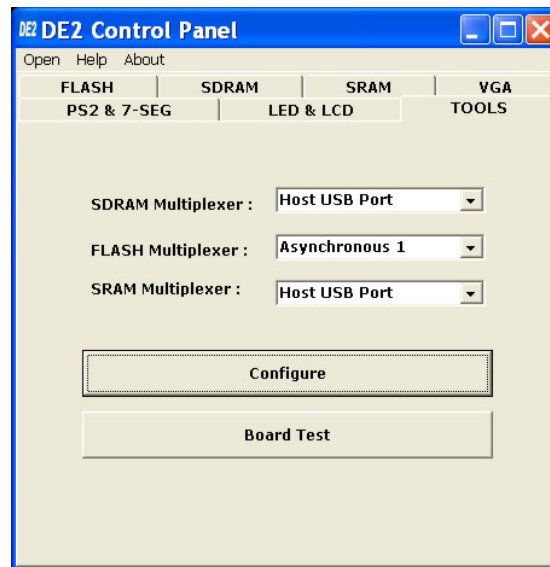 DE2 DE2 Control Panel
Open Help About
FLASH SDRAM SRAM VGA
PS2 & 7-SEG LED & LCD TOOLS
SDRAM Multiplexer : Host USB Port
FLASH Multiplexer : Asynchronous 1
SRAM Multiplexer : Host USB Port
Configure
Board Test